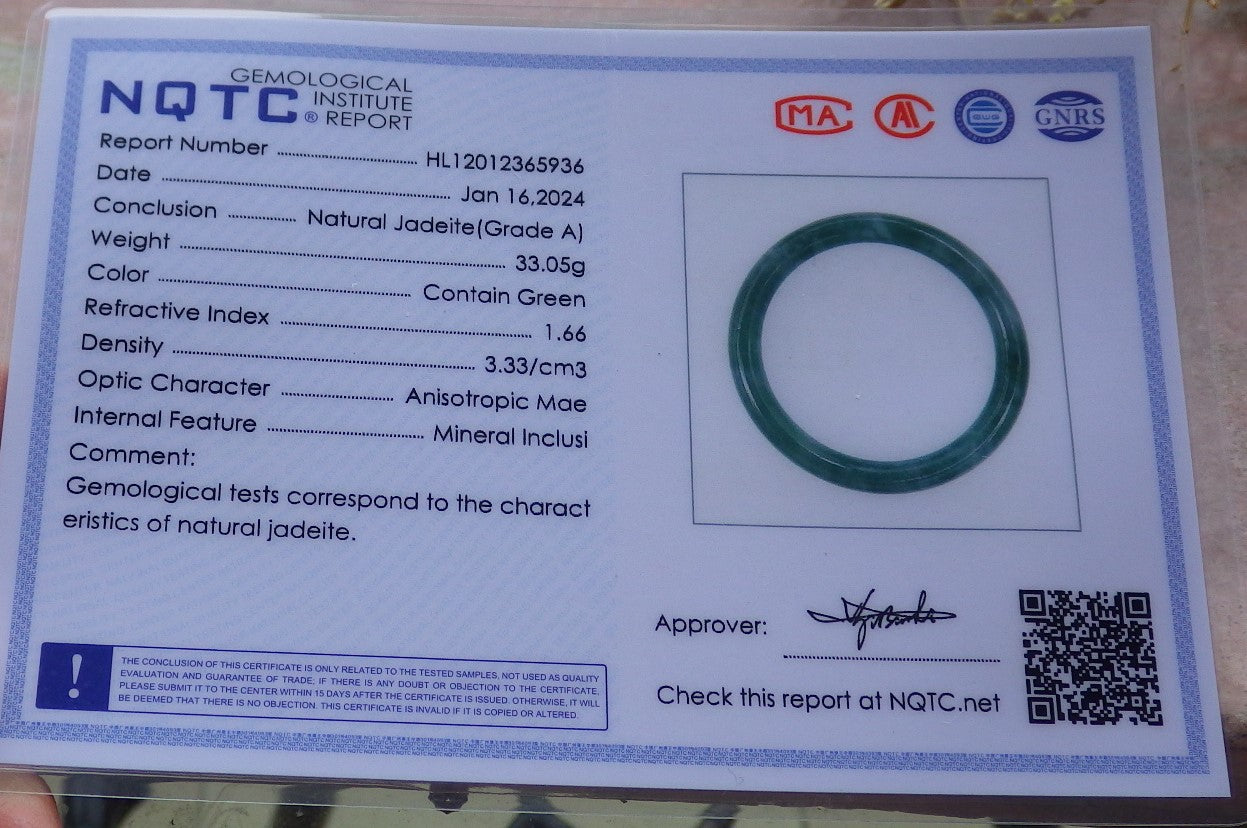 NQTC® GEMOLOGICAL INSTITUTE REPORT
Report Number HL12012365936
Date Jan 16,2024
Conclusion Natural Jadeite(Grade A)
Weight 33.05g
Color Contain Green
Refractive Index 1.66
Density 3.33/cm3
Optic Character Anisotropic Mae
Internal Feature Mineral Inclusi
Comment:
Gemological tests correspond to the charact
eristics of natural jadeite.
! THE CONCLUSION OF THIS CERTIFICATE IS ONLY RELATED TO THE TESTED SAMPLES, NOT USED AS QUALITY
EVALUATION AND GUARANTEE OF TRADE; IF THERE IS ANY DOUBT OR OBJECTION TO THE CERTIFICATE,
PLEASE SUBMIT IT TO THE CENTER WITHIN 15 DAYS AFTER THE CERTIFICATE IS ISSUED. OTHERWISE, IT WILL
BE DEEMED THAT THERE IS NO OBJECTION. THIS CERTIFICATE IS INVALID IF IT IS COPIED OR ALTERED.
MA
GNRS
Approver:
Check this report at NQTC.net